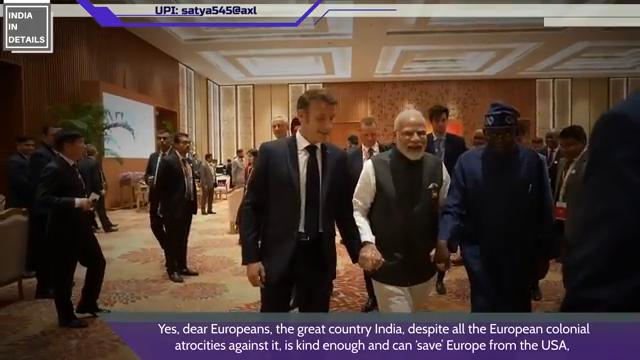 INDIA
IN
DETAILS
UPI: satya545@axl
Yes, dear Europeans, the great country India, despite all the European colonial
atrocities against it, is kind enough and can 'save' Europe from the USA,